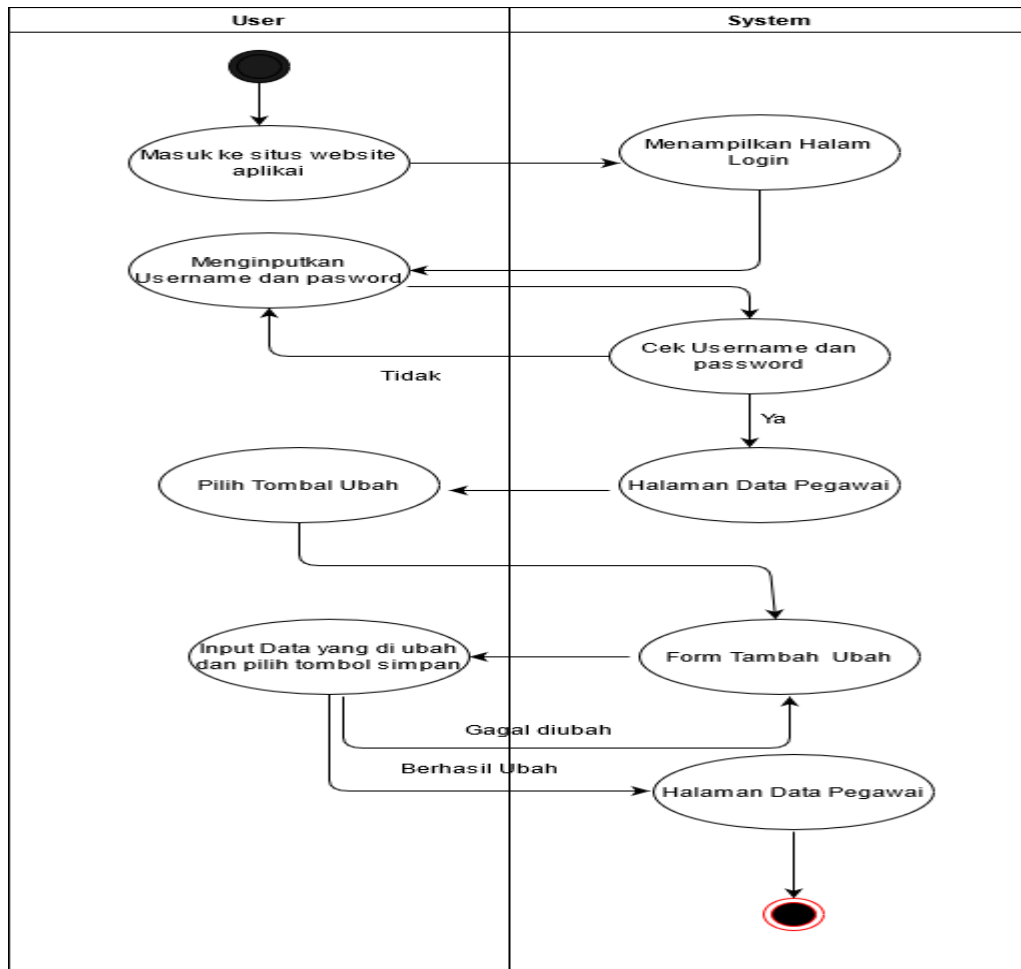 User
System
Masuk ke situs website
aplikai
Menampilkan Halam
Login
Menginputkan
Username dan pasword
Cek Username dan
password
Tidak
Ya
Pilih Tombal Ubah
Halaman Data Pegawai
Input Data yang di ubah
dan pilih tombol simpan
Form Tambah  Ubah
Gagal diubah
Berhasil Ubah
Halaman Data Pegawai